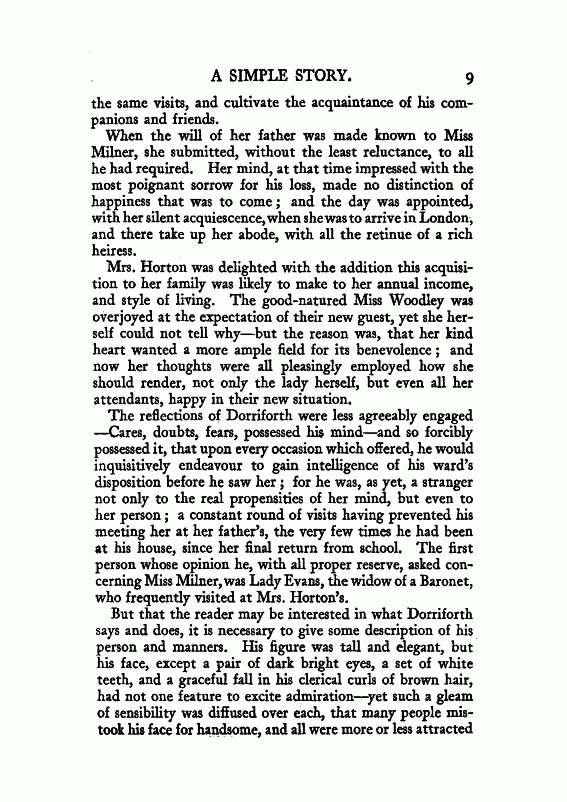 A SIMPLE STORY. 9
the same visits, and cultivate the acquaintance of his com-
panions and friends.
When the will of her father was made known to Miss
Milner, she submitted, without the least reluctance, to all
he had required. Her mind, at that time impressed with the
most poignant sorrow for his loss, made no distinction of
happiness that was to come; and the day was appointed,
with her silent acquiescence, when she was to arrive in London,
and there take up her abode, with all the retinue of a rich
heiress.
Mrs. Horton was delighted with the addition this acquisi-
tion to her family was likely to make to her annual income,
and style of living. The good-natured Miss Woodley was
overjoyed at the expectation of their new guest, yet she her-
self could not tell why—but the reason was, that her kind
heart wanted a more ample field for its benevolence; and
now her thoughts were all pleasingly employed how she
should render, not only the lady herself, but even all her
attendants, happy in their new situation.
The reflections of Dorriforth were less agreeably engaged
—Cares, doubts, fears, possessed his mind—and so forcibly
possessed it, that upon every occasion which offered, he would
inquisitively endeavour to gain intelligence of his ward's
disposition before he saw her; for he was, as yet, a stranger
not only to the real propensities of her mind, but even to
her person; a constant round of visits having prevented his
meeting her at her father's, the very few times he had been
at his house, since her final return from school. The first
person whose opinion he, with all proper reserve, asked con-
cerning Miss Milner, was Lady Evans, the widow of a Baronet,
who frequently visited at Mrs. Horton's.
But that the reader may be interested in what Dorriforth
says and does, it is necessary to give some description of his
person and manners. His figure was tall and elegant, but
his face, except a pair of dark bright eyes, a set of white
teeth, and a graceful fall in his clerical curls of brown hair,
had not one feature to excite admiration—yet such a gleam
of sensibility was diffused over each, that many people mis-
took his face for handsome, and all were more or less attracted